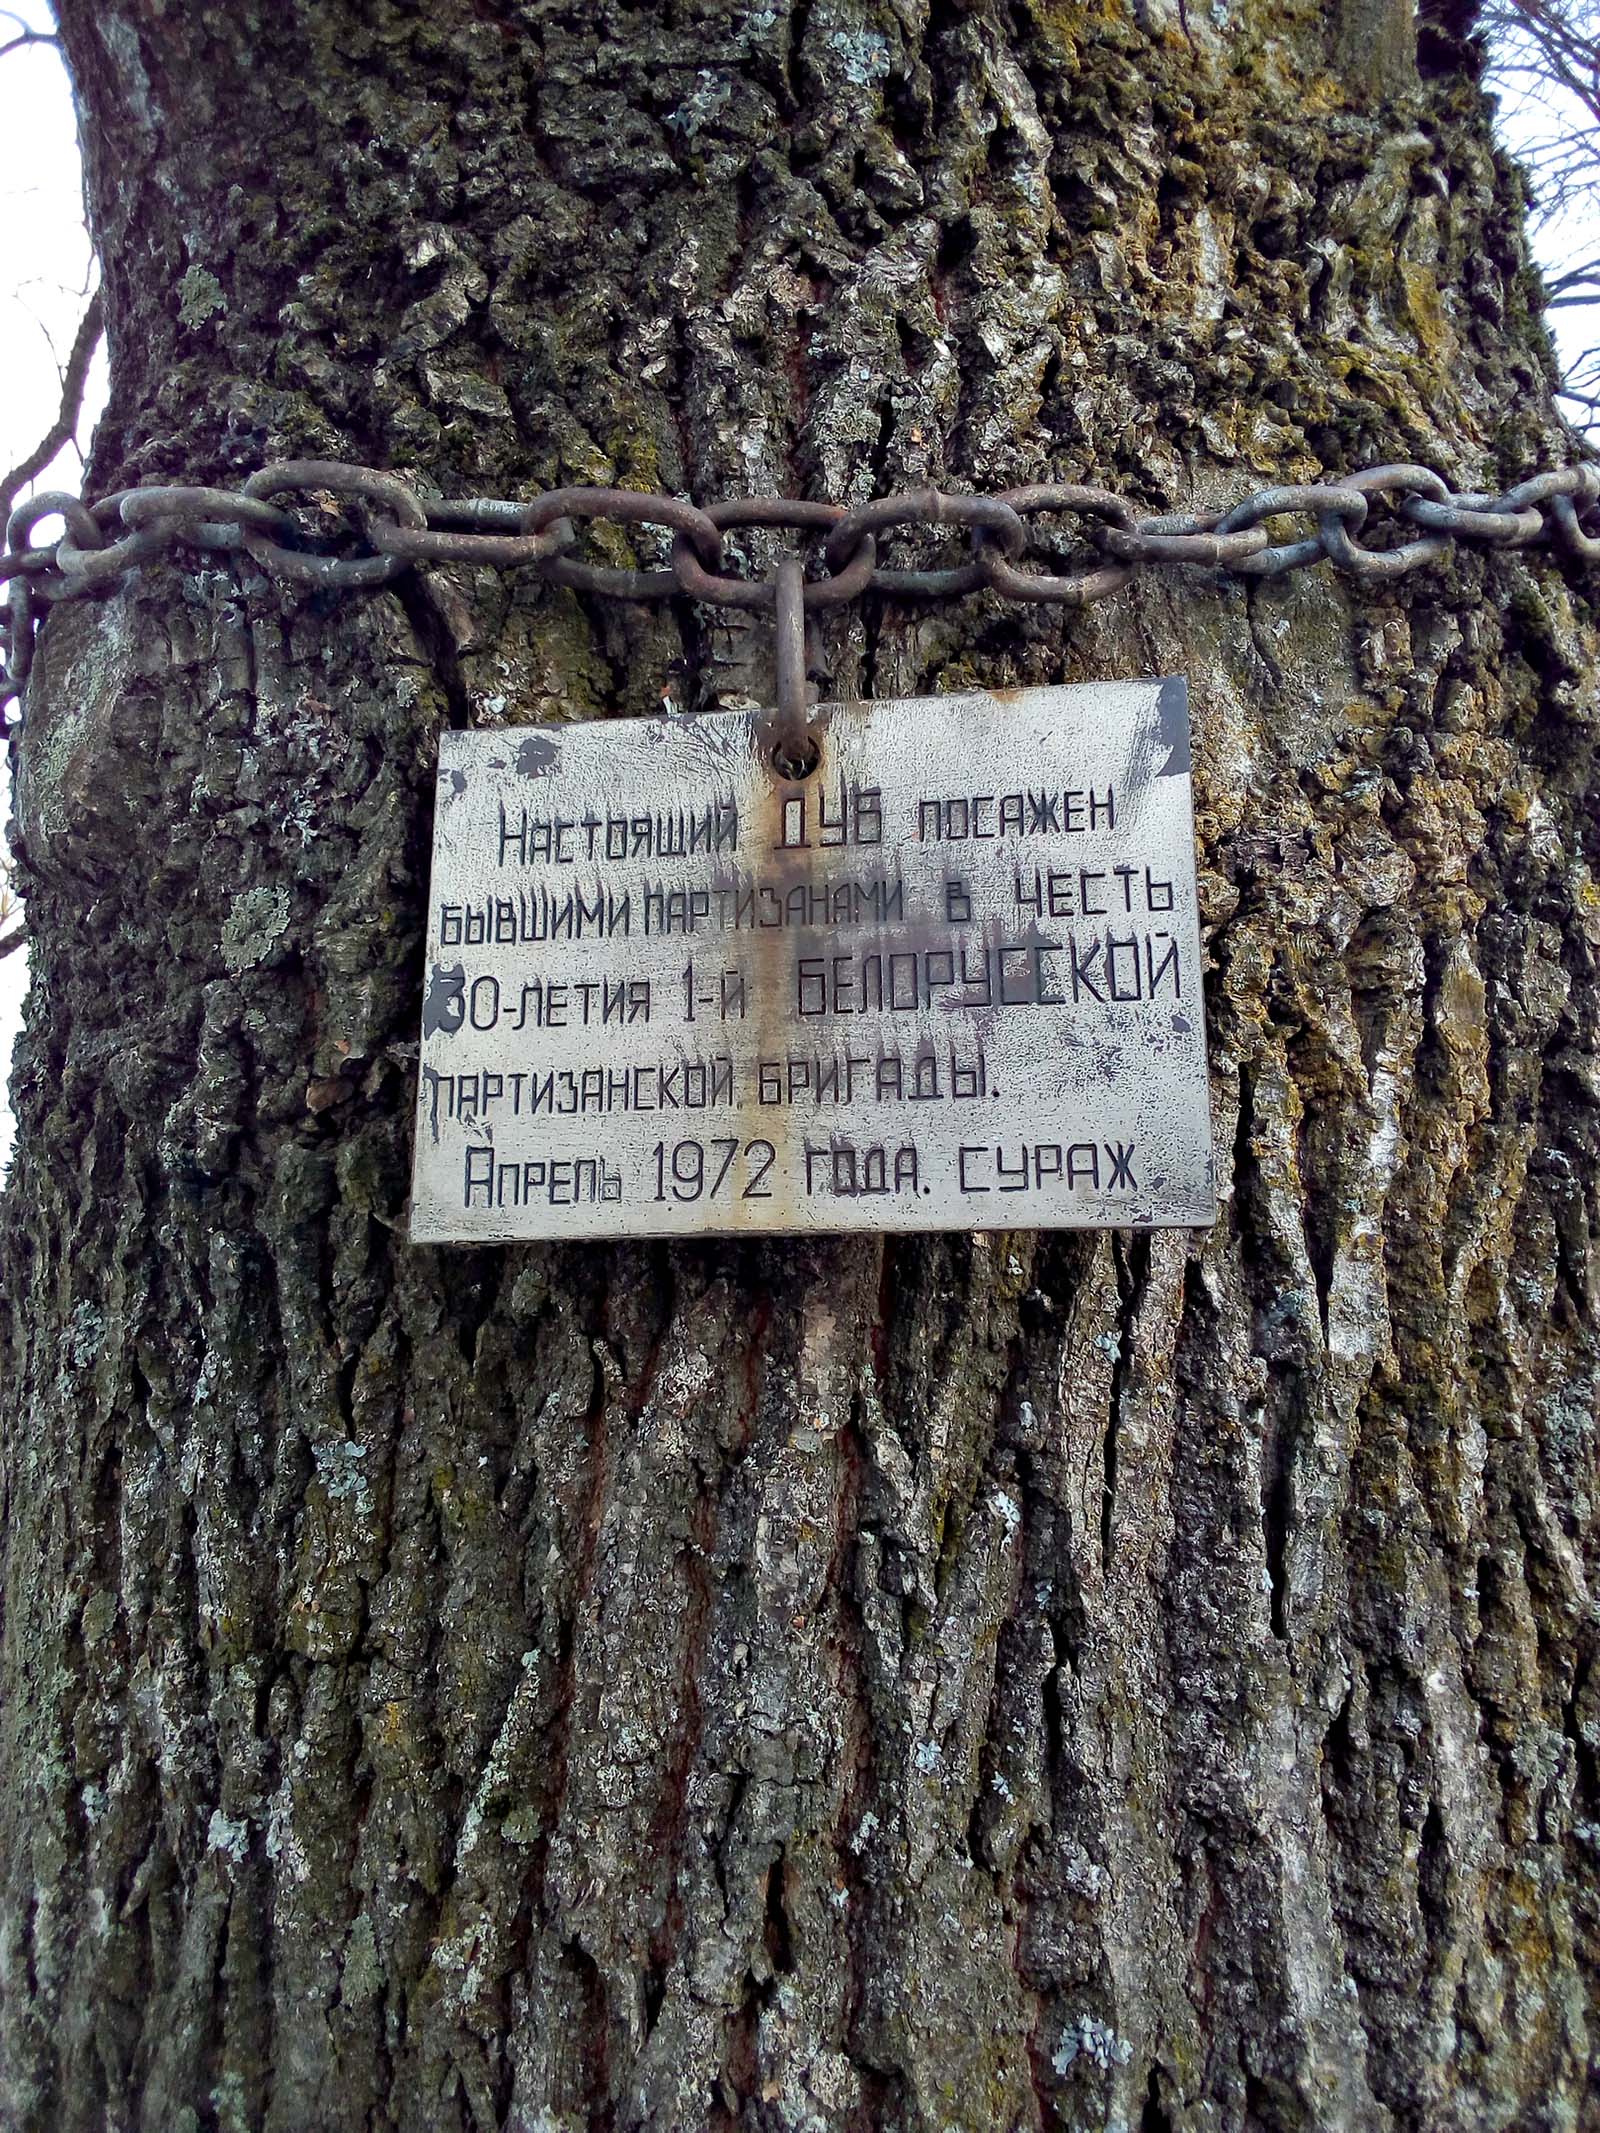 Настоящий ДУБ посажен
бывшими партизанами в честь
30-летия 1-й Белорусской
партизанской бригады.
Апрель 1972 года. Сураж